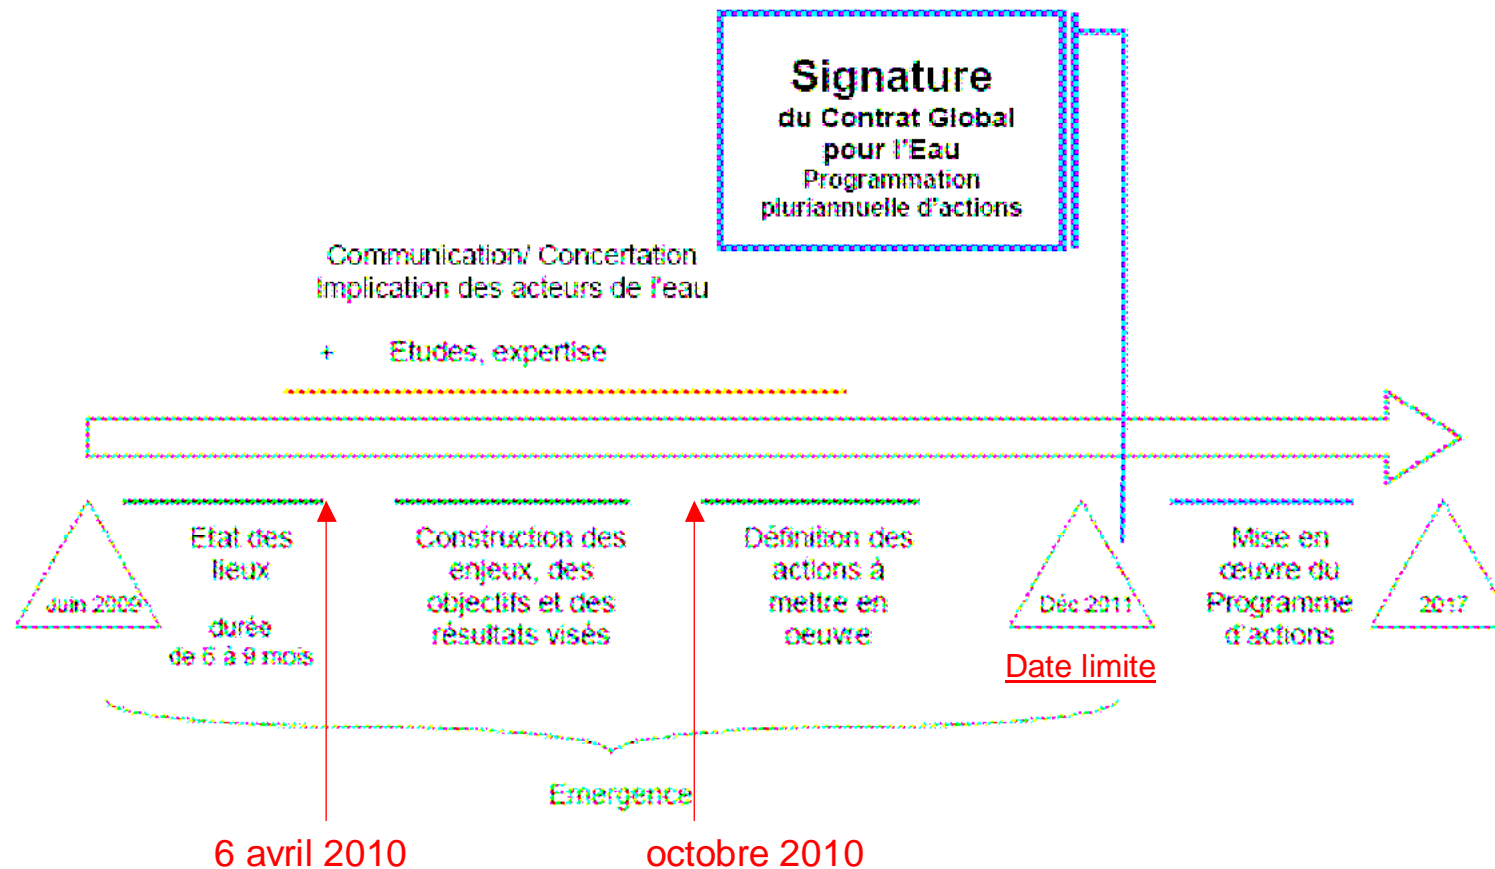 Signature
du Contrat Global
pour l'Eau
Programmation
pluriannuelle d'actions
Communication/ Concertation
Implication des acteurs de l'eau
+ Etudes, expertise
Juin 2009
Etat des
lieux
durée
de 6 à 9 mois
Construction des
enjeux, des
objectifs et des
résultats visés
Définition des
actions à
mettre en
oeuvre
Déc 2011
Date limite
Mise en
œuvre du
Programme
d'actions
2017
Emergence
6 avril 2010
octobre 2010